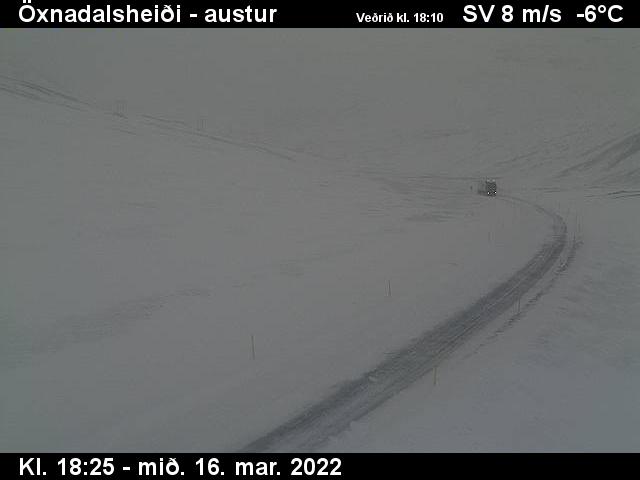 Öxnadalsheiði - austur Veðrið kl. 18:10 SV 8 m/s -6°C
Kl. 18:25 - mið. 16. mar. 2022